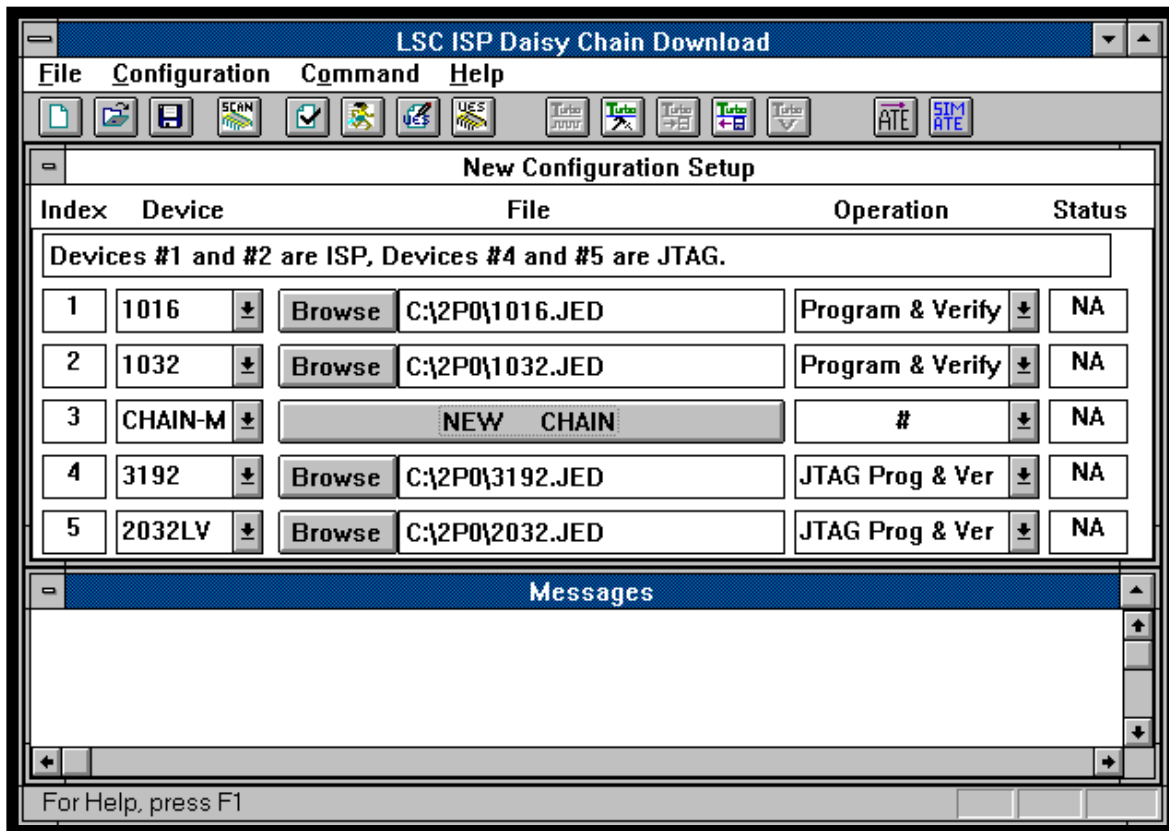 LSC ISP Daisy Chain Download
File Configuration Command Help
SCAN UES Turbo Turbo Turbo Turbo Turbo ATE SIM ATE
New Configuration Setup
Index Device File Operation Status
Devices #1 and #2 are ISP, Devices #4 and #5 are JTAG.
1 1016 Browse C:\2P0\1016.JED Program & Verify NA
2 1032 Browse C:\2P0\1032.JED Program & Verify NA
3 CHAIN-M NEW CHAIN # NA
4 3192 Browse C:\2P0\3192.JED JTAG Prog & Ver NA
5 2032LV Browse C:\2P0\2032.JED JTAG Prog & Ver NA
Messages
For Help, press F1